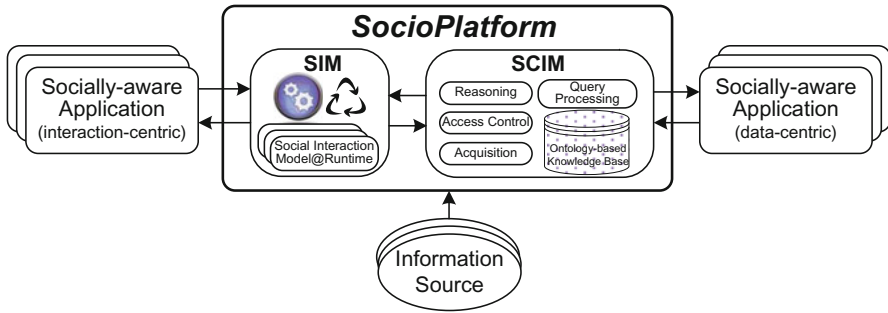 SocioPlatform
Socially-aware
Application
(interaction-centric)
SIM
Social Interaction
Model@Runtime
SCIM
Reasoning
Query
Processing
Access Control
Acquisition
Ontology-based
Knowledge Base
Socially-aware
Application
(data-centric)
Information
Source